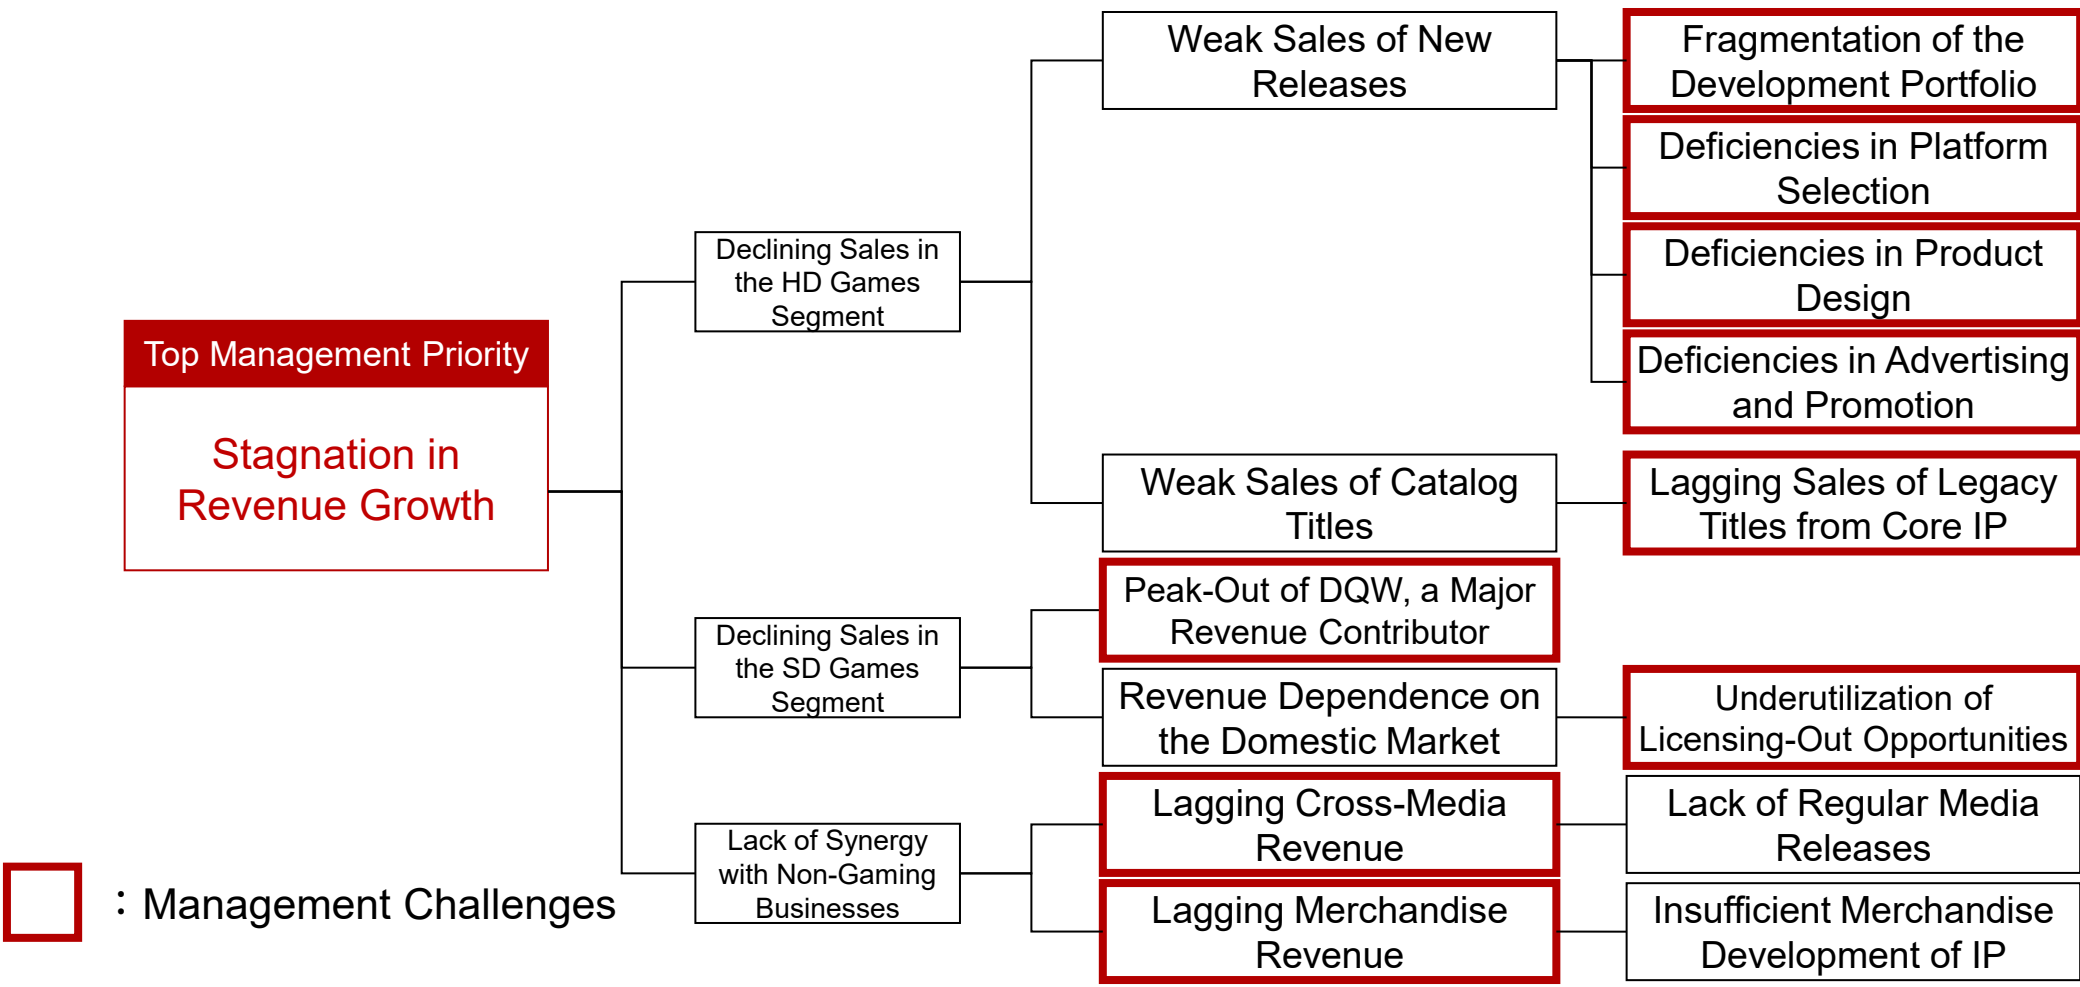 Top Management Priority
Stagnation in
Revenue Growth
Declining Sales in
the HD Games
Segment
Weak Sales of New
Releases
Fragmentation of the
Development Portfolio
Deficiencies in Platform
Selection
Deficiencies in Product
Design
Deficiencies in Advertising
and Promotion
Weak Sales of Catalog
Titles
Lagging Sales of Legacy
Titles from Core IP
Declining Sales in
the SD Games
Segment
Peak-Out of DQW, a Major
Revenue Contributor
Revenue Dependence on
the Domestic Market
Underutilization of
Licensing-Out Opportunities
Lack of Synergy
with Non-Gaming
Businesses
Lagging Cross-Media
Revenue
Lack of Regular Media
Releases
Lagging Merchandise
Revenue
Insufficient Merchandise
Development of IP
：Management Challenges